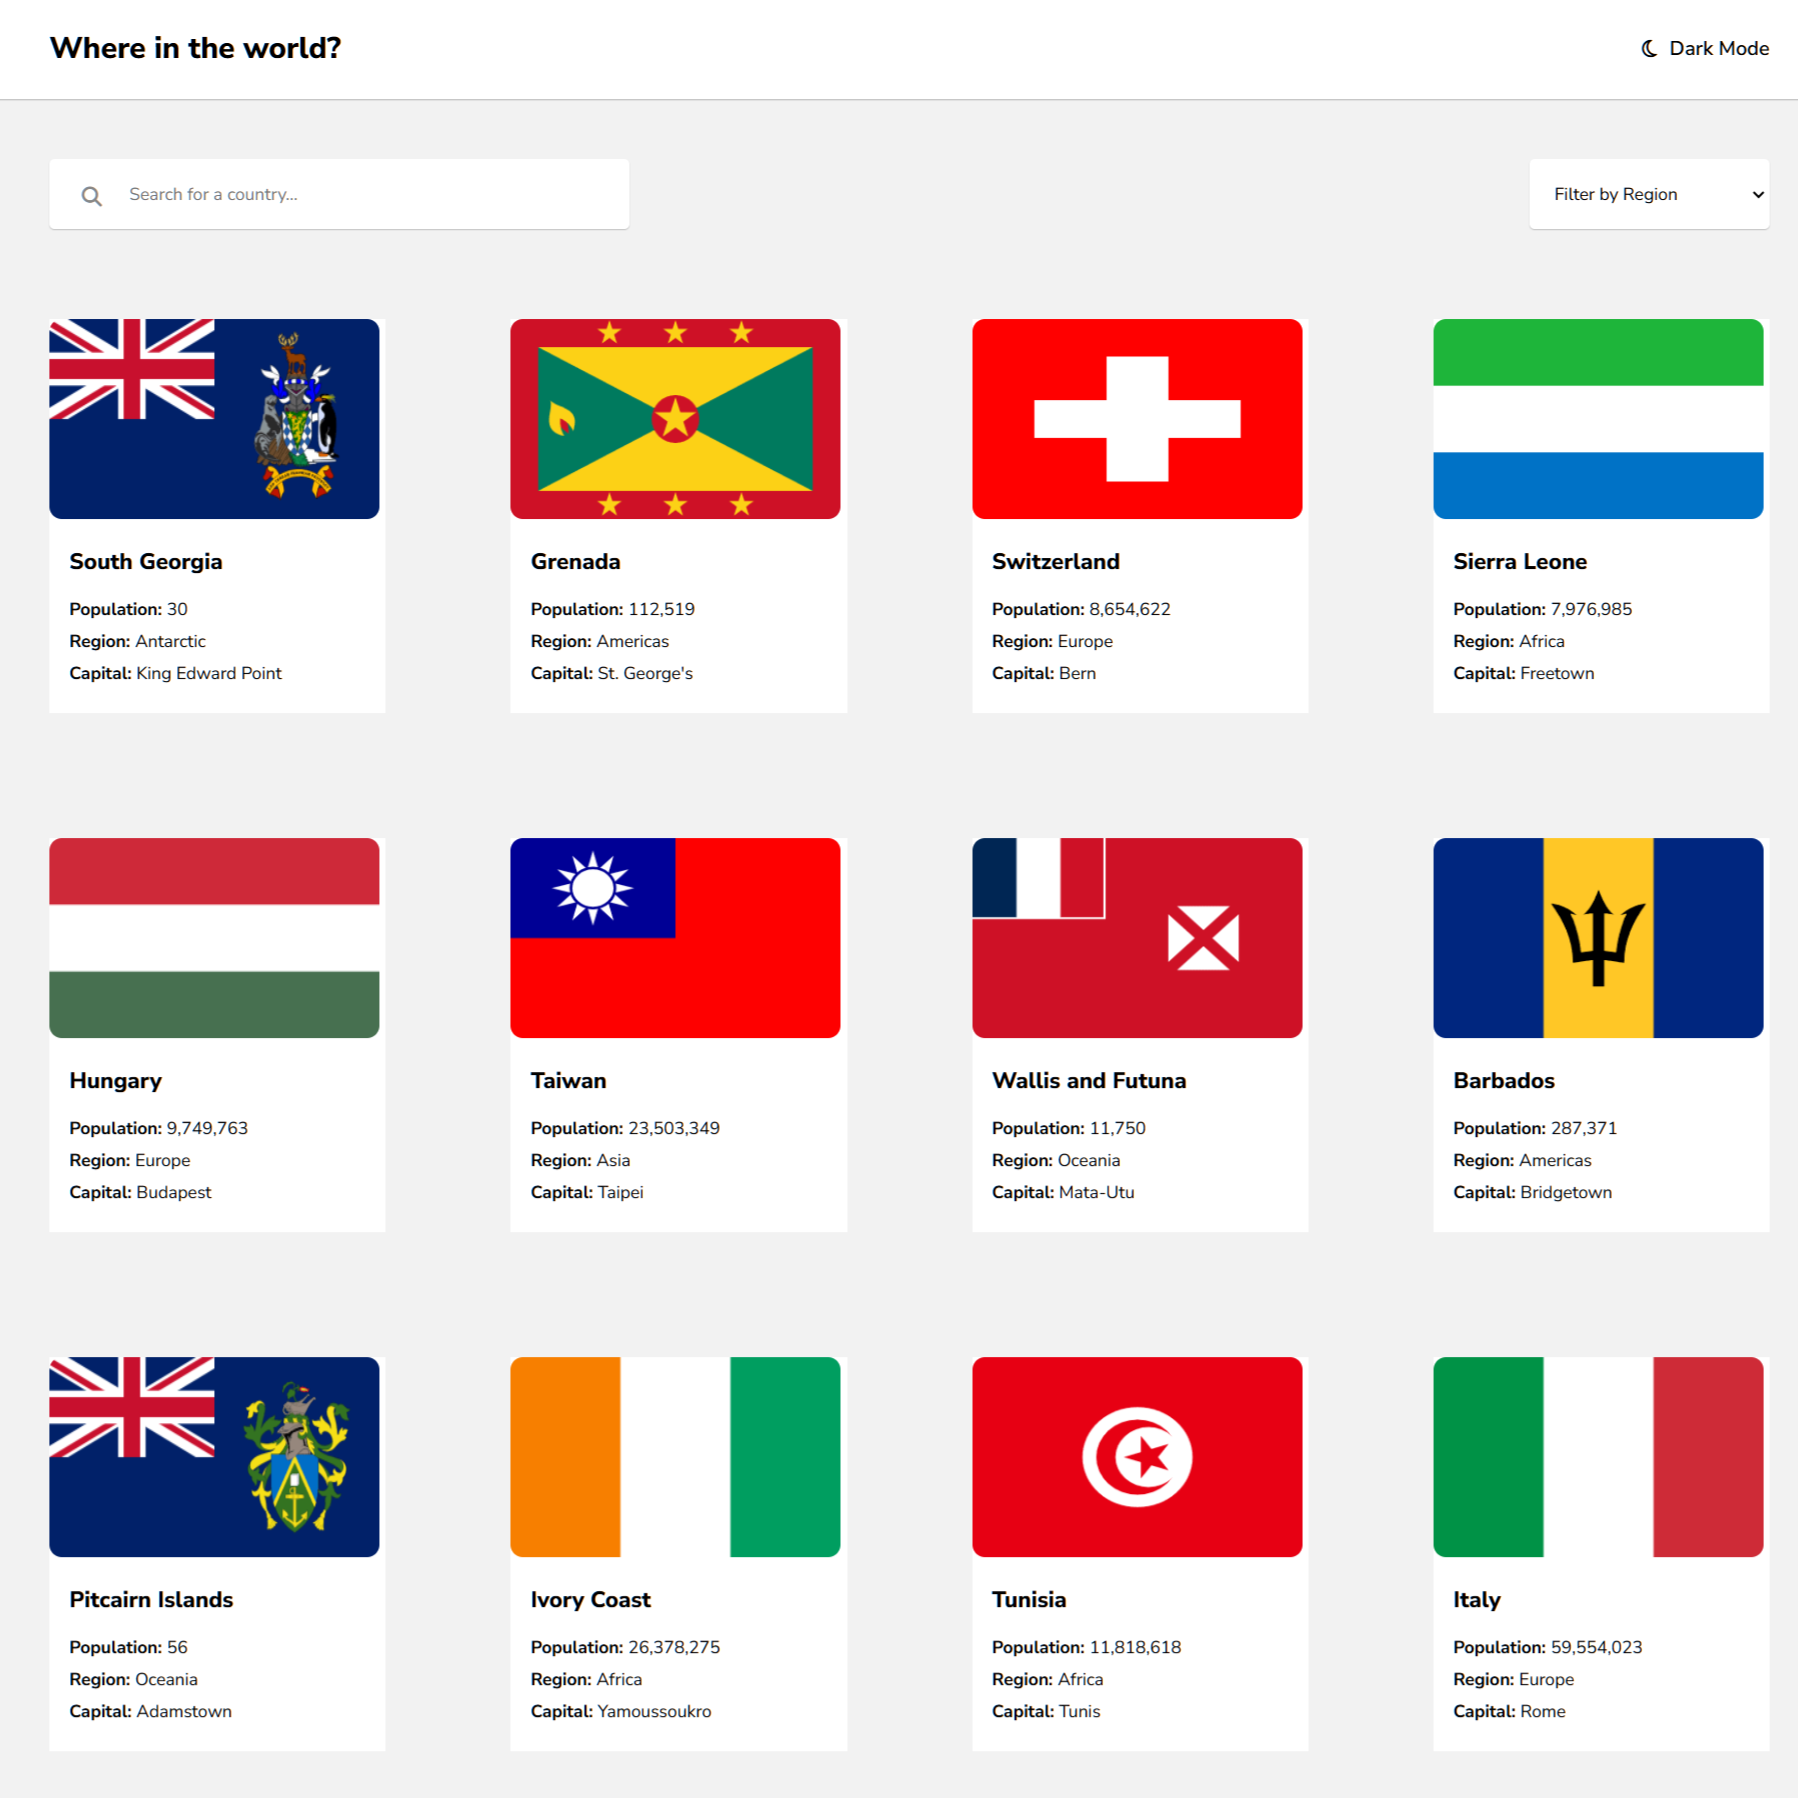 Where in the world?
Dark Mode
Search for a country...
Filter by Region
South Georgia
Population: 30
Region: Antarctic
Capital: King Edward Point
Grenada
Population: 112,519
Region: Americas
Capital: St. George's
Switzerland
Population: 8,654,622
Region: Europe
Capital: Bern
Sierra Leone
Population: 7,976,985
Region: Africa
Capital: Freetown
Hungary
Population: 9,749,763
Region: Europe
Capital: Budapest
Taiwan
Population: 23,503,349
Region: Asia
Capital: Taipei
Wallis and Futuna
Population: 11,750
Region: Oceania
Capital: Mata-Utu
Barbados
Population: 287,371
Region: Americas
Capital: Bridgetown
Pitcairn Islands
Population: 56
Region: Oceania
Capital: Adamstown
Ivory Coast
Population: 26,378,275
Region: Africa
Capital: Yamoussoukro
Tunisia
Population: 11,818,618
Region: Africa
Capital: Tunis
Italy
Population: 59,554,023
Region: Europe
Capital: Rome